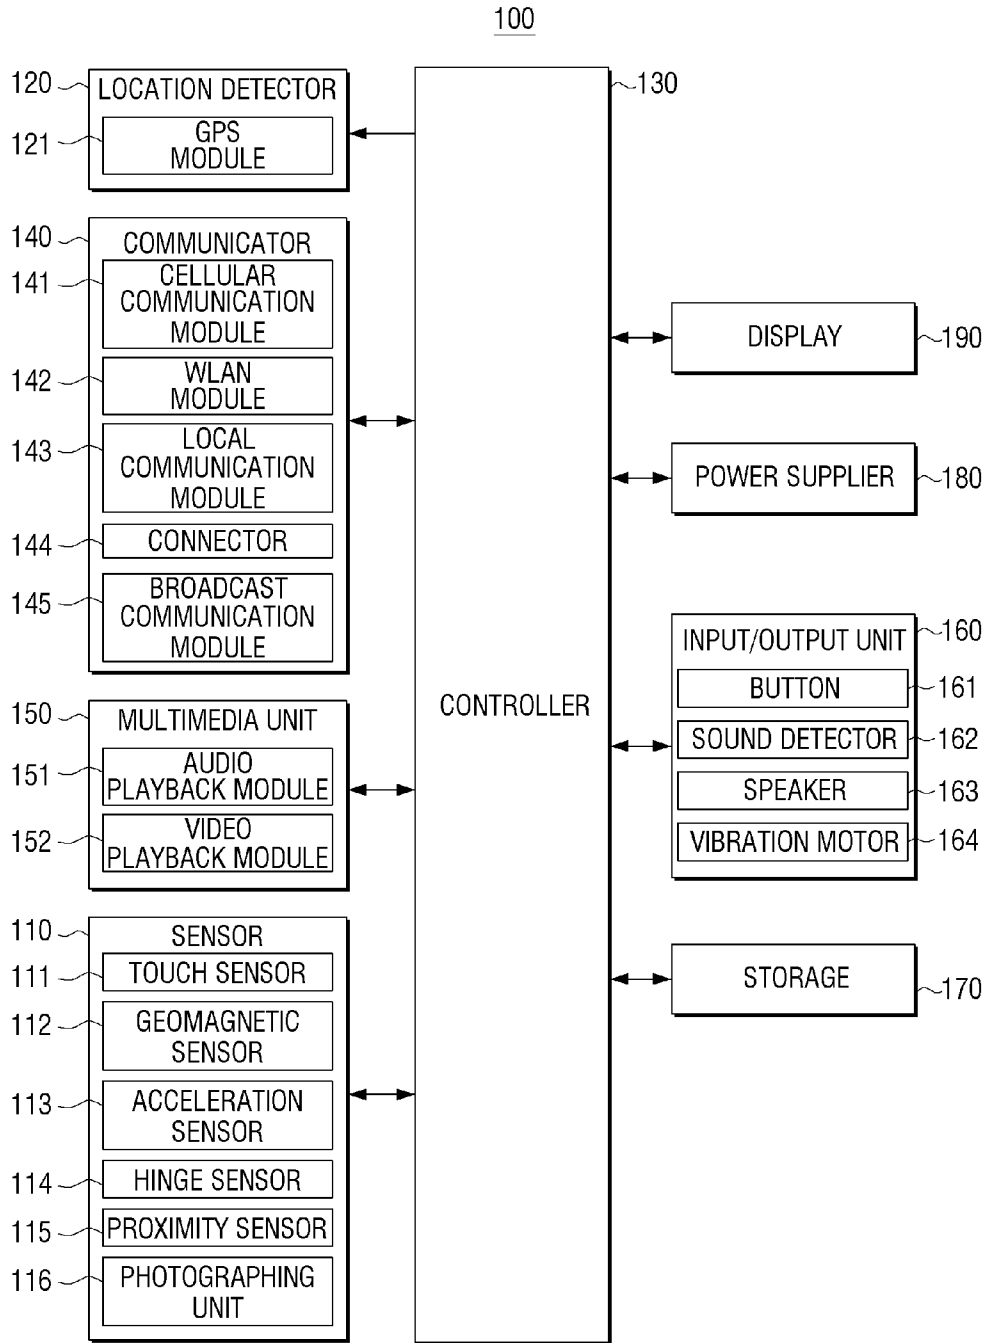 100
120
LOCATION DETECTOR
121
GPS
MODULE
140
COMMUNICATOR
141
CELLULAR
COMMUNICATION
MODULE
142
WLAN
MODULE
143
LOCAL
COMMUNICATION
MODULE
144
CONNECTOR
145
BROADCAST
COMMUNICATION
MODULE
150
MULTIMEDIA UNIT
151
AUDIO
PLAYBACK MODULE
152
VIDEO
PLAYBACK MODULE
110
SENSOR
111
TOUCH SENSOR
112
GEOMAGNETIC
SENSOR
113
ACCELERATION
SENSOR
114
HINGE SENSOR
115
PROXIMITY SENSOR
116
PHOTOGRAPHING
UNIT
130
CONTROLLER
DISPLAY
190
POWER SUPPLIER
180
INPUT/OUTPUT UNIT
160
BUTTON
161
SOUND DETECTOR
162
SPEAKER
163
VIBRATION MOTOR
164
STORAGE
170